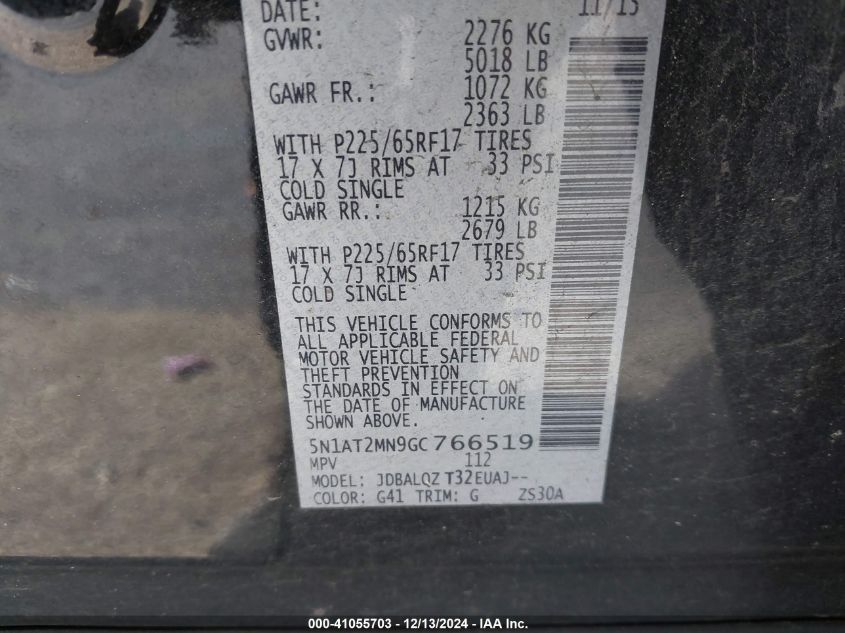 DATE: 11/15
GVWR: 2276 KG
5018 LB
GAWR FR.: 1072 KG
2363 LB
WITH P225/65RF17 TIRES
17 X 7J RIMS AT 33 PSI
COLD SINGLE
GAWR RR.: 1215 KG
2679 LB
WITH P225/65RF17 TIRES
17 X 7J RIMS AT 33 PSI
COLD SINGLE
THIS VEHICLE CONFORMS TO
ALL APPLICABLE FEDERAL
MOTOR VEHICLE SAFETY AND
THEFT PREVENTION
STANDARDS IN EFFECT ON
THE DATE OF MANUFACTURE
SHOWN ABOVE.
5N1AT2MN9GC766519
MPV 112
MODEL: JDBALQZ T32EUAJ--
COLOR: G41 TRIM: G ZS30A
000-41055703 - 12/13/2024 - IAA Inc.